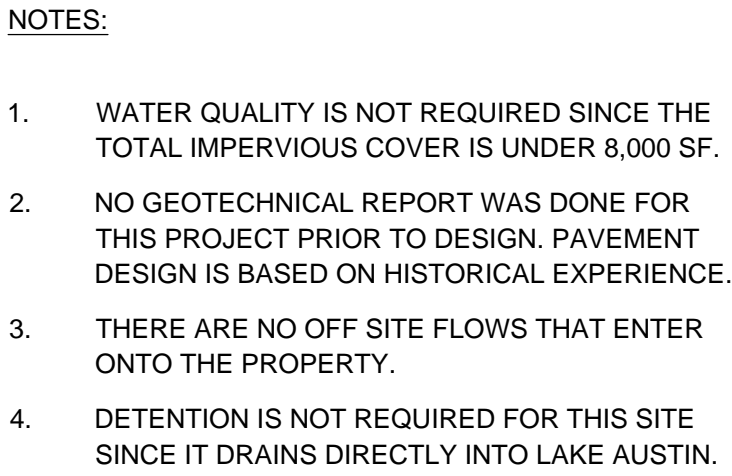 NOTES:
1. WATER QUALITY IS NOT REQUIRED SINCE THE
TOTAL IMPERVIOUS COVER IS UNDER 8,000 SF.
2. NO GEOTECHNICAL REPORT WAS DONE FOR
THIS PROJECT PRIOR TO DESIGN. PAVEMENT
DESIGN IS BASED ON HISTORICAL EXPERIENCE.
3. THERE ARE NO OFF SITE FLOWS THAT ENTER
ONTO THE PROPERTY.
4. DETENTION IS NOT REQUIRED FOR THIS SITE
SINCE IT DRAINS DIRECTLY INTO LAKE AUSTIN.